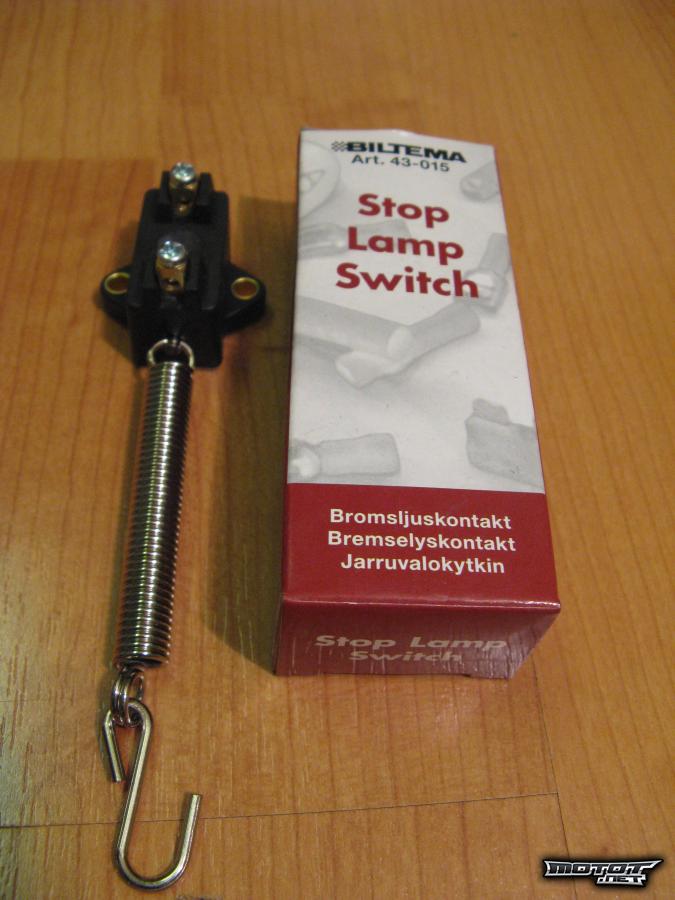 BILTEMA
Art. 43-015
Stop
Lamp
Switch
Bromsljuskontakt
Bremselyskontakt
Jarruvalokytkin
Stop Lamp
Switch
MOTOT
.NET